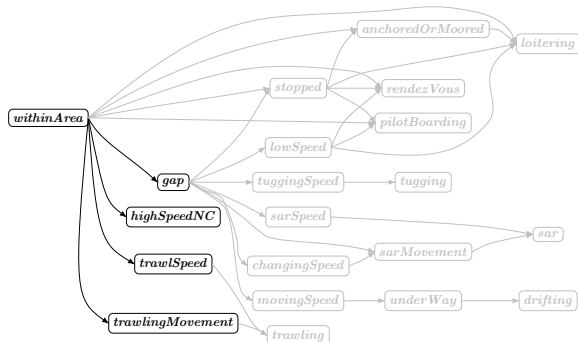 anchoredOrMoored
loitering
stopped
rendezVous
withinArea
pilotBoarding
lowSpeed
gap
tuggingSpeed
tugging
highSpeedNC
sarSpeed
sar
sarMovement
trawlSpeed
changingSpeed
movingSpeed
underWay
drifting
trawlingMovement
trawling